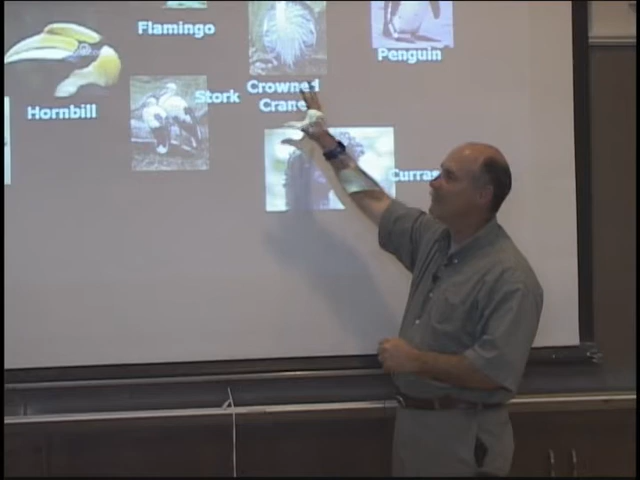 Flamingo
Penguin
Hornbill
Stork
Crowned
Crane